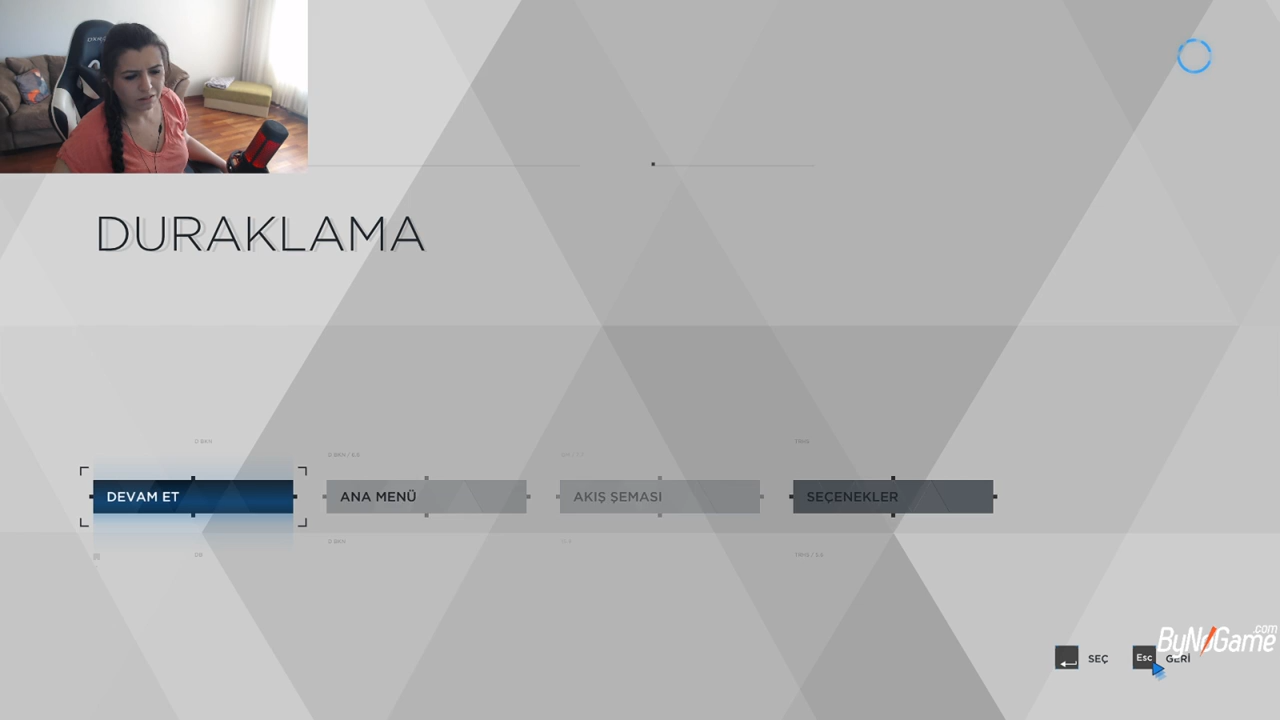 DURAKLAMA
DEVAM ET
ANA MENÜ
AKIŞ ŞEMASI
SEÇENEKLER
SEÇ
Esc
GERİ
ByNoGame.com